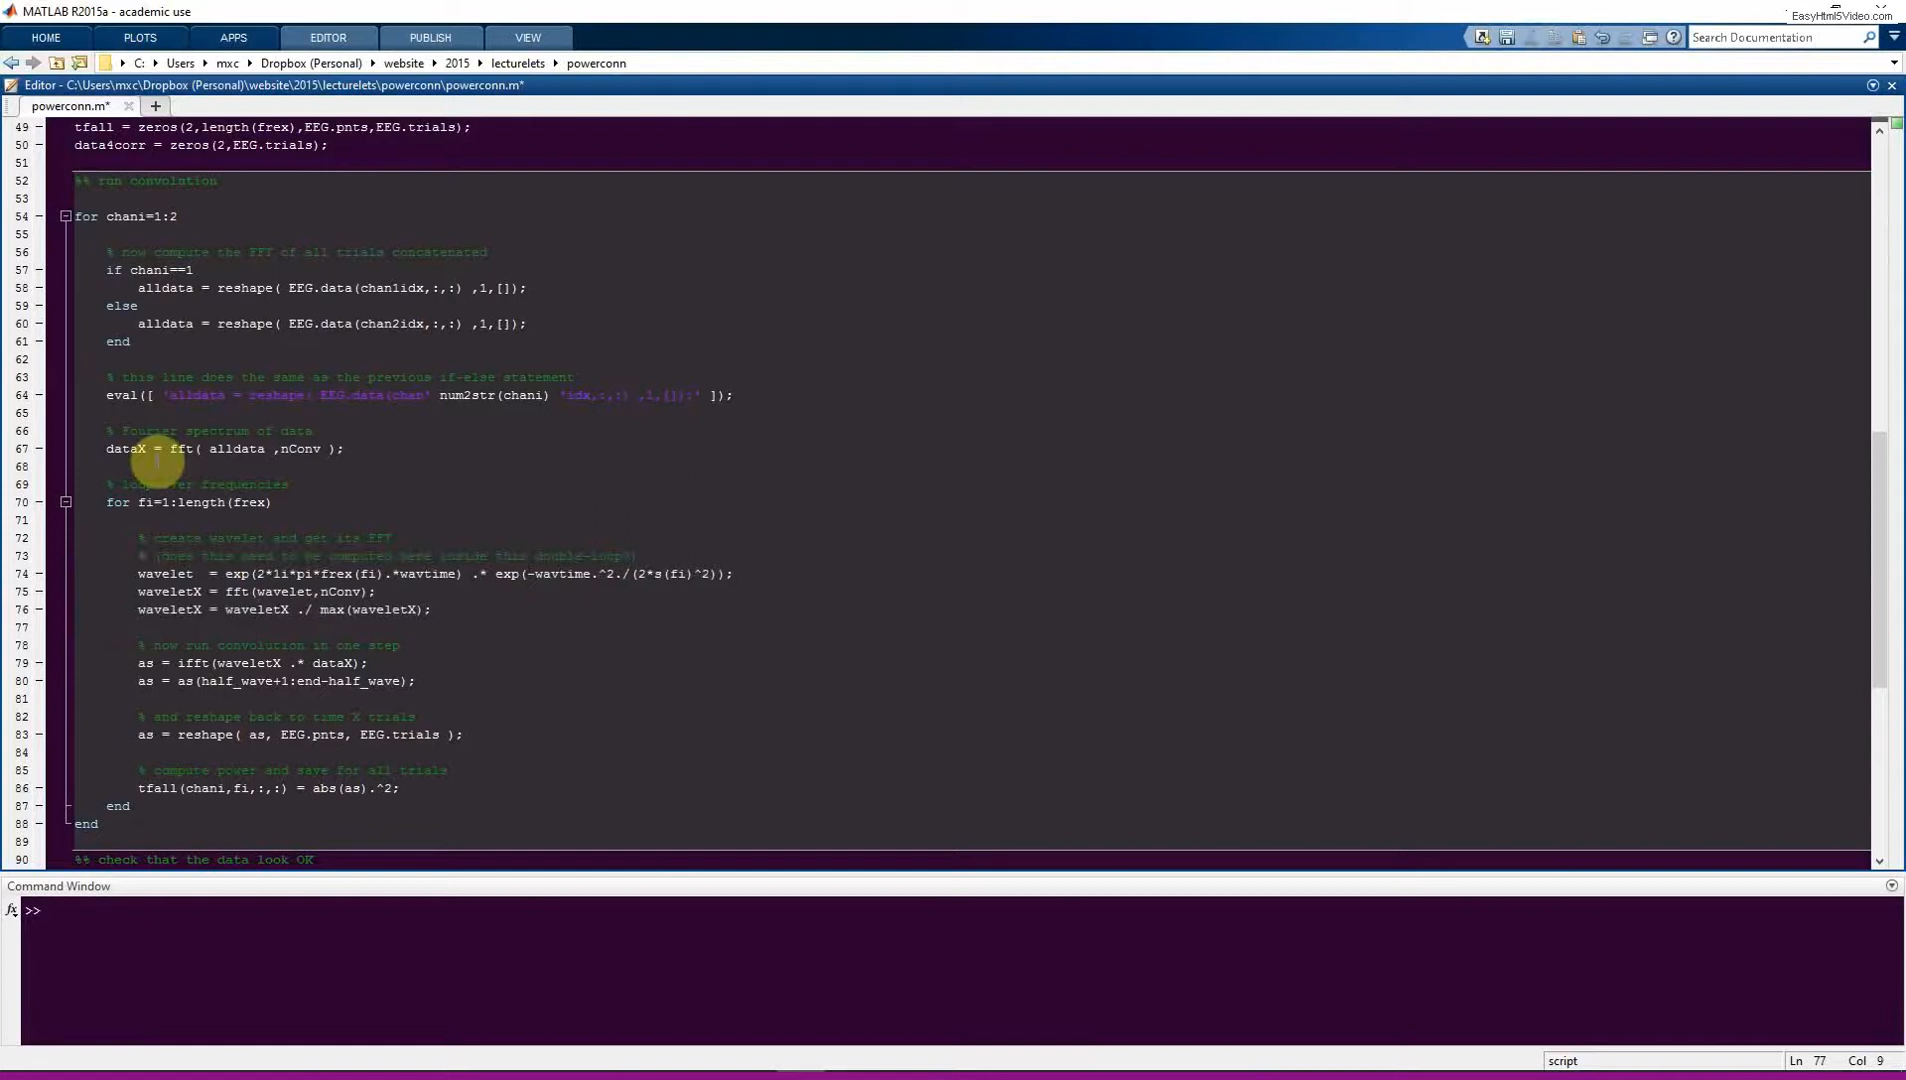 MATLAB R2015a - academic use
EasyHtml5Video.com
HOME PLOTS APPS EDITOR PUBLISH VIEW
Search Documentation
C: Users mxc Dropbox (Personal) website 2015 lecturelets powerconn
Editor - C:\Users\mxc\Dropbox (Personal)\website\2015\lecturelets\powerconn\powerconn.m*
powerconn.m*
49 tfall = zeros(2,length(frex),EEG.pnts,EEG.trials);
50 data4corr = zeros(2,EEG.trials);
51
52 %% run convolution
53
54 for chani=1:2
55
56 % now compute the FFT of all trials concatenated
57 if chani==1
58 alldata = reshape( EEG.data(chan1idx,:,:) ,1,[]);
59 else
60 alldata = reshape( EEG.data(chan2idx,:,:) ,1,[]);
61 end
62
63 % this line does the same as the previous if-else statement
64 eval([ 'alldata = reshape( EEG.data(chan' num2str(chani) 'idx,:,:) ,1,[]);' ]);
65
66 % Fourier spectrum of data
67 dataX = fft( alldata ,nConv );
68
69 % loop over frequencies
70 for fi=1:length(frex)
71
72 % create wavelet and get its FFT
73 % (does this need to be computed here inside this double-loop?)
74 wavelet = exp(2*1i*pi*frex(fi).*wavtime) .* exp(-wavtime.^2./(2*s(fi)^2));
75 waveletX = fft(wavelet,nConv);
76 waveletX = waveletX ./ max(waveletX);
77
78 % now run convolution in one step
79 as = ifft(waveletX .* dataX);
80 as = as(half_wave+1:end-half_wave);
81
82 % and reshape back to time X trials
83 as = reshape( as, EEG.pnts, EEG.trials );
84
85 % compute power and save for all trials
86 tfall(chani,fi,:,:) = abs(as).^2;
87 end
88 end
89
90 %% check that the data look OK
Command Window
fx >>
script Ln 77 Col 9